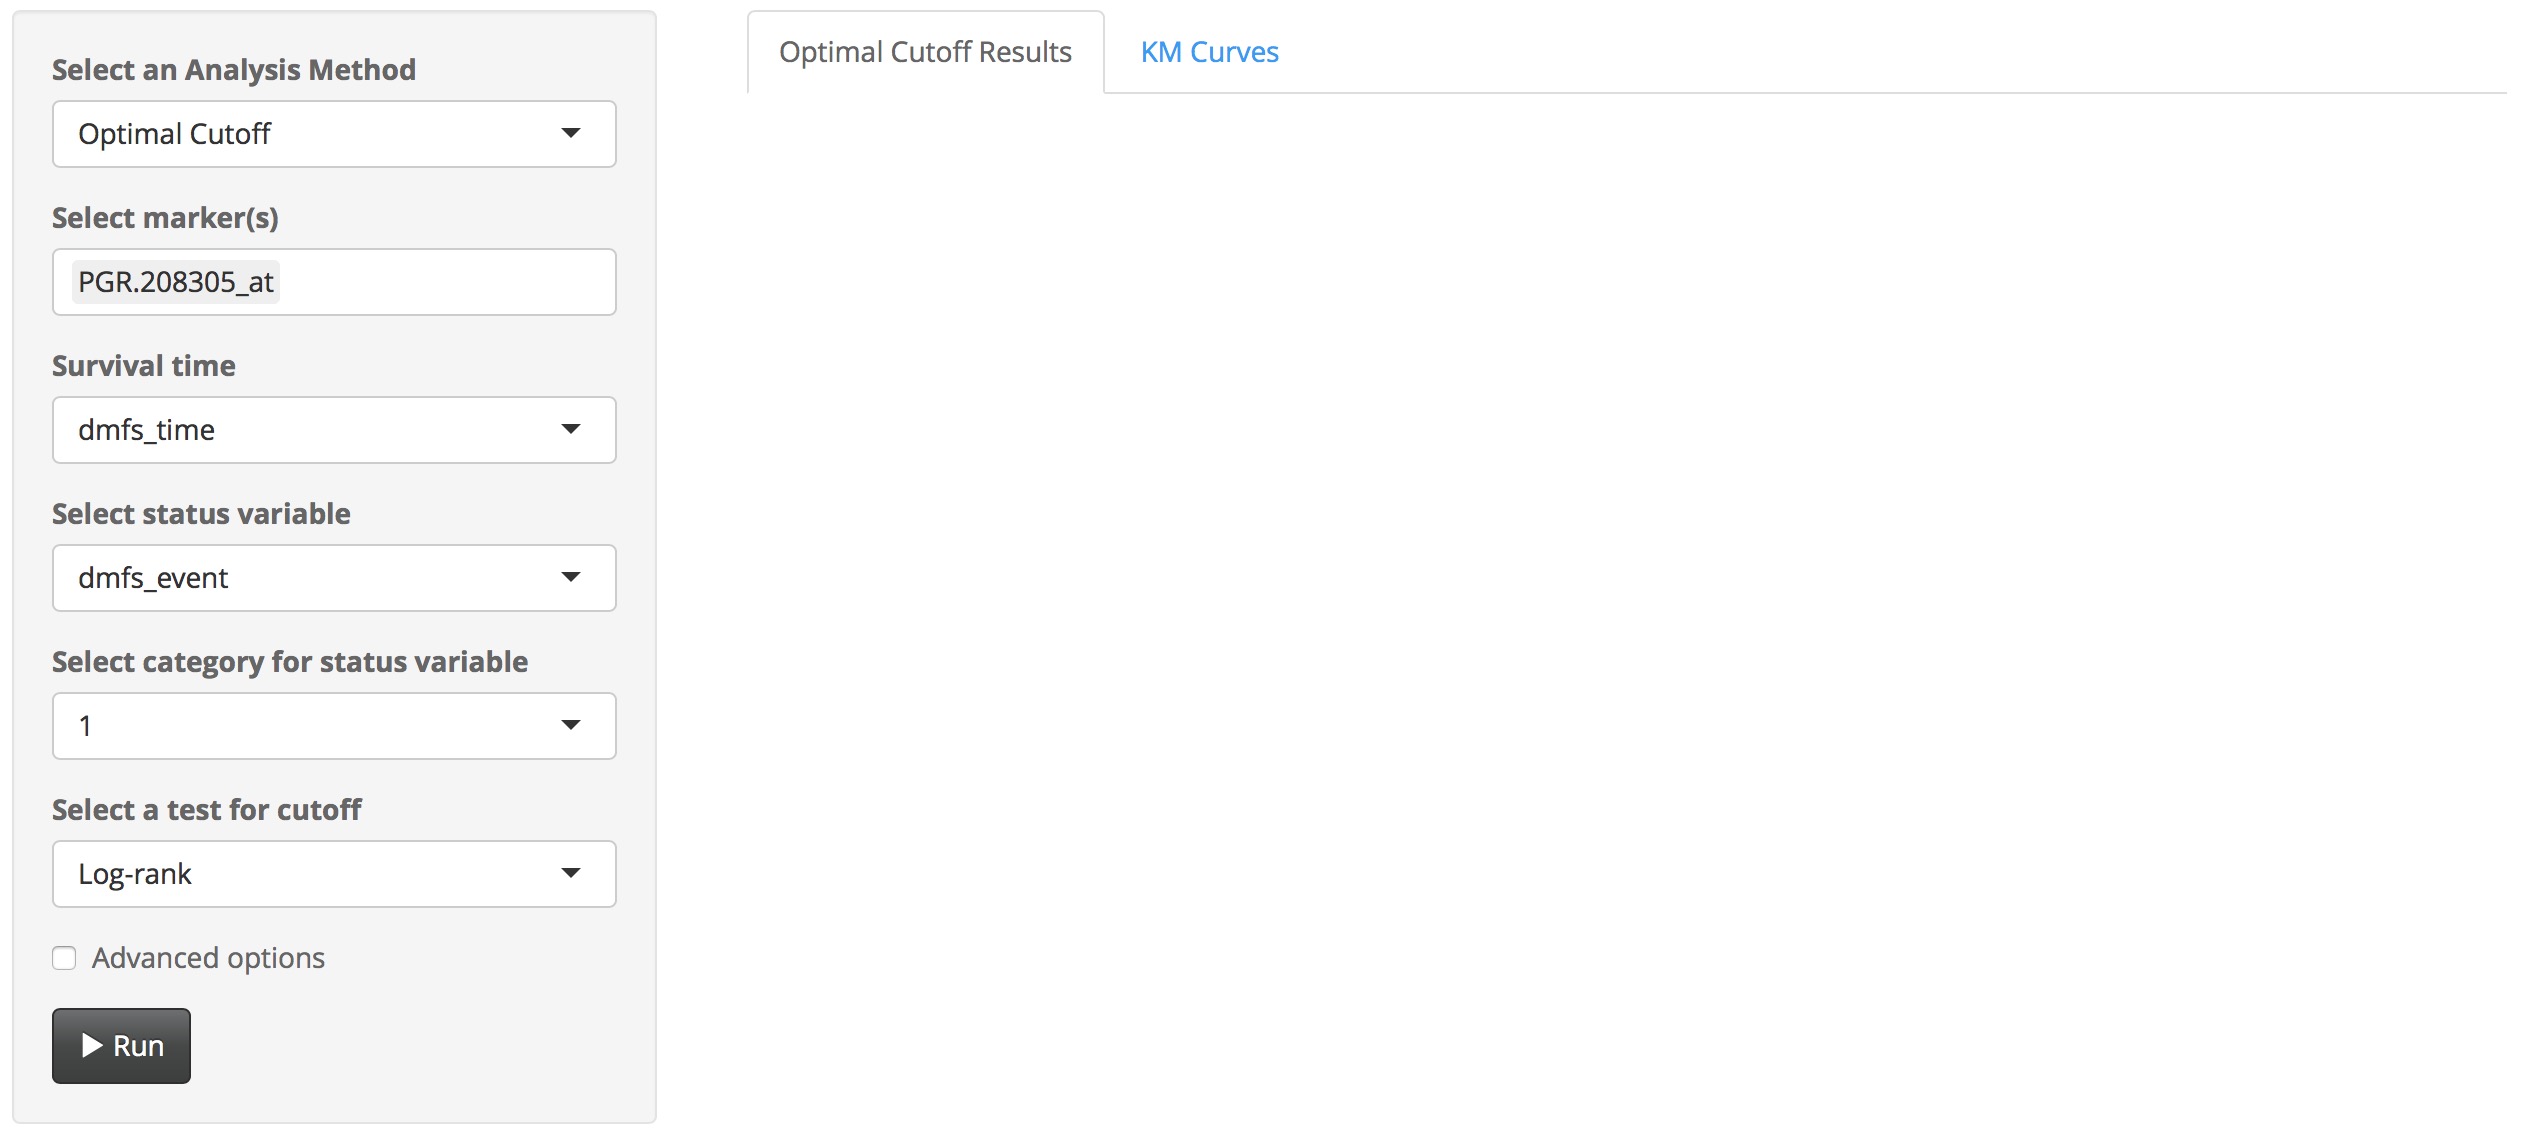 Select an Analysis Method
Optimal Cutoff
Select marker(s)
PGR.208305_at
Survival time
dmfs_time
Select status variable
dmfs_event
Select category for status variable
1
Select a test for cutoff
Log-rank
Advanced options
Run
Optimal Cutoff Results
KM Curves